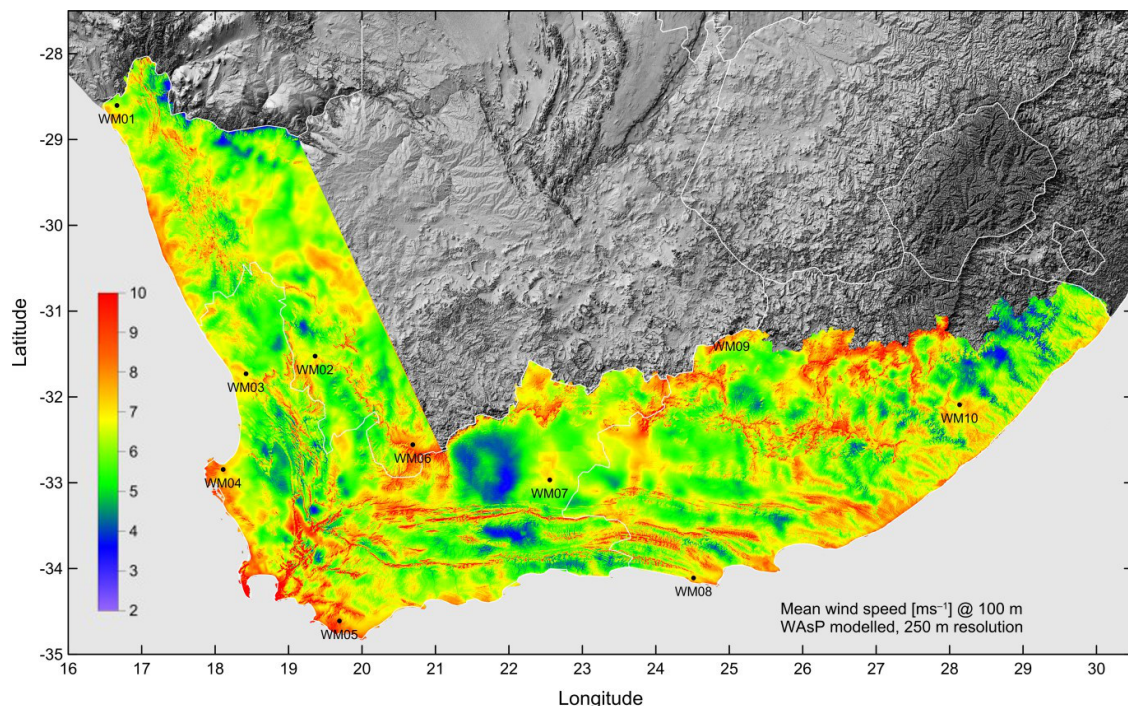 -28
-29
-30
-31
-32
-33
-34
-35
Latitude
16 17 18 19 20 21 22 23 24 25 26 27 28 29 30
Longitude
10
9
8
7
6
5
4
3
2
WM01
WM02
WM03
WM04
WM05
WM06
WM07
WM08
WM09
WM10
Mean wind speed [ms⁻¹] @ 100 m
WAsP modelled, 250 m resolution